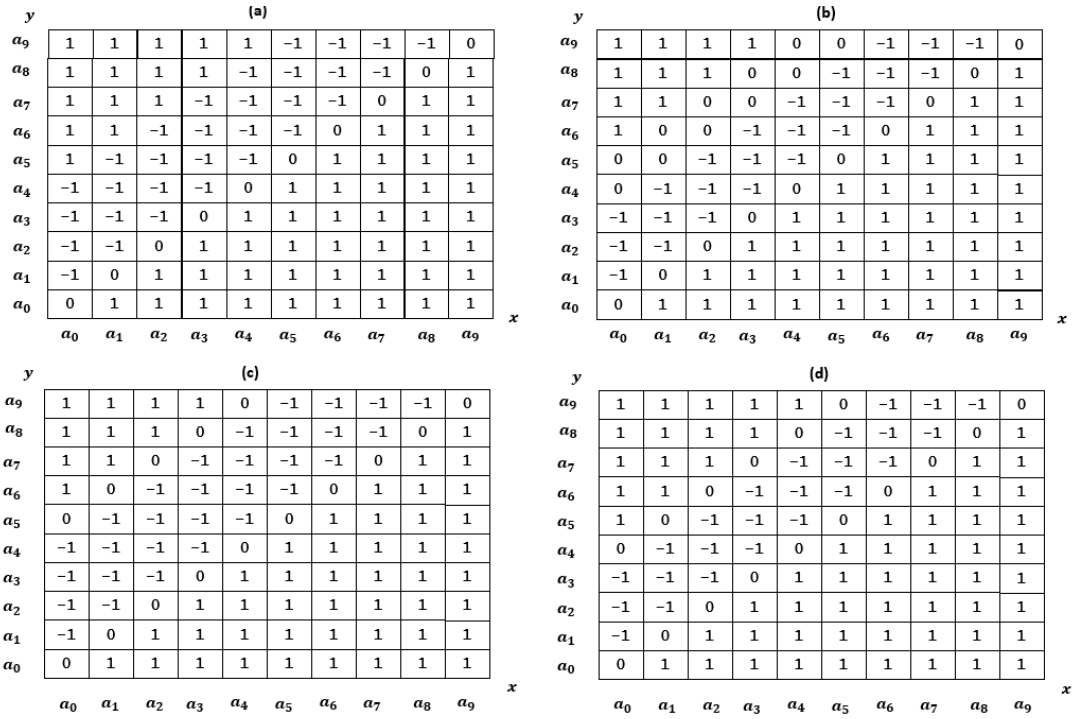 (a)
y
a₉ 1 1 1 1 1 −1 −1 −1 −1 0
a₈ 1 1 1 1 −1 −1 −1 −1 0 1
a₇ 1 1 1 −1 −1 −1 −1 0 1 1
a₆ 1 1 −1 −1 −1 −1 0 1 1 1
a₅ 1 −1 −1 −1 −1 0 1 1 1 1
a₄ −1 −1 −1 −1 0 1 1 1 1 1
a₃ −1 −1 −1 0 1 1 1 1 1 1
a₂ −1 −1 0 1 1 1 1 1 1 1
a₁ −1 0 1 1 1 1 1 1 1 1
a₀ 0 1 1 1 1 1 1 1 1 1
x
a₀ a₁ a₂ a₃ a₄ a₅ a₆ a₇ a₈ a₉
(b)
y
a₉ 1 1 1 1 0 0 −1 −1 −1 0
a₈ 1 1 1 0 0 −1 −1 −1 0 1
a₇ 1 1 0 0 −1 −1 −1 0 1 1
a₆ 1 0 0 −1 −1 −1 0 1 1 1
a₅ 0 0 −1 −1 −1 0 1 1 1 1
a₄ 0 −1 −1 −1 0 1 1 1 1 1
a₃ −1 −1 −1 0 1 1 1 1 1 1
a₂ −1 −1 0 1 1 1 1 1 1 1
a₁ −1 0 1 1 1 1 1 1 1 1
a₀ 0 1 1 1 1 1 1 1 1 1
x
a₀ a₁ a₂ a₃ a₄ a₅ a₆ a₇ a₈ a₉
(c)
y
a₉ 1 1 1 1 0 −1 −1 −1 −1 0
a₈ 1 1 1 0 −1 −1 −1 −1 0 1
a₇ 1 1 0 −1 −1 −1 −1 0 1 1
a₆ 1 0 −1 −1 −1 −1 0 1 1 1
a₅ 0 −1 −1 −1 −1 0 1 1 1 1
a₄ −1 −1 −1 −1 0 1 1 1 1 1
a₃ −1 −1 −1 0 1 1 1 1 1 1
a₂ −1 −1 0 1 1 1 1 1 1 1
a₁ −1 0 1 1 1 1 1 1 1 1
a₀ 0 1 1 1 1 1 1 1 1 1
x
a₀ a₁ a₂ a₃ a₄ a₅ a₆ a₇ a₈ a₉
(d)
y
a₉ 1 1 1 1 1 0 −1 −1 −1 0
a₈ 1 1 1 1 0 −1 −1 −1 0 1
a₇ 1 1 1 0 −1 −1 −1 0 1 1
a₆ 1 1 0 −1 −1 −1 0 1 1 1
a₅ 1 0 −1 −1 −1 0 1 1 1 1
a₄ 0 −1 −1 −1 0 1 1 1 1 1
a₃ −1 −1 −1 0 1 1 1 1 1 1
a₂ −1 −1 0 1 1 1 1 1 1 1
a₁ −1 0 1 1 1 1 1 1 1 1
a₀ 0 1 1 1 1 1 1 1 1 1
x
a₀ a₁ a₂ a₃ a₄ a₅ a₆ a₇ a₈ a₉